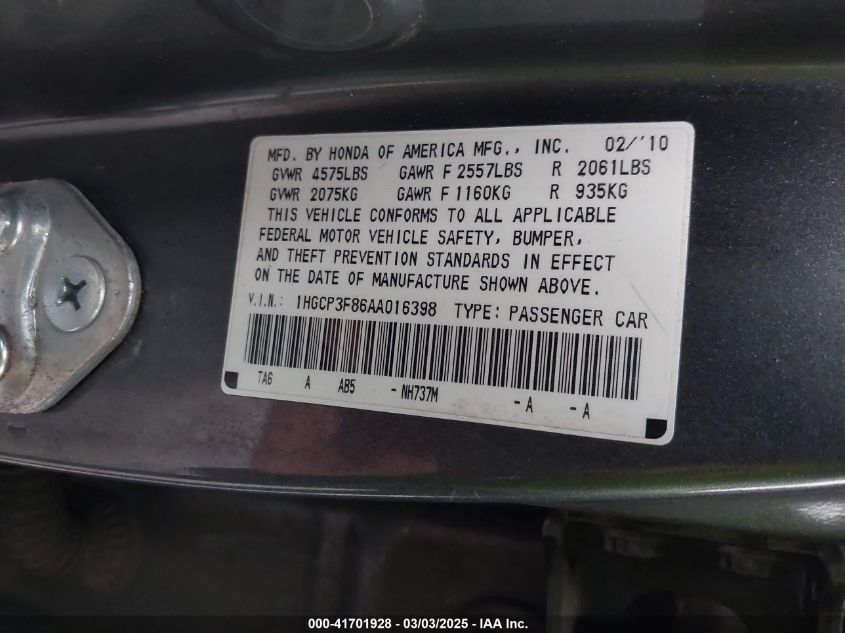 MFD. BY HONDA OF AMERICA MFG., INC. 02/'10
GVWR 4575LBS GAWR F 2557LBS R 2061LBS
GVWR 2075KG GAWR F 1160KG R 935KG
THIS VEHICLE CONFORMS TO ALL APPLICABLE
FEDERAL MOTOR VEHICLE SAFETY, BUMPER,
AND THEFT PREVENTION STANDARDS IN EFFECT
ON THE DATE OF MANUFACTURE SHOWN ABOVE.
V.I.N.: 1HGCP3F86AA016398 TYPE: PASSENGER CAR
TA6 A AB5 - NH737M - A - A
000-41701928 - 03/03/2025 - IAA Inc.